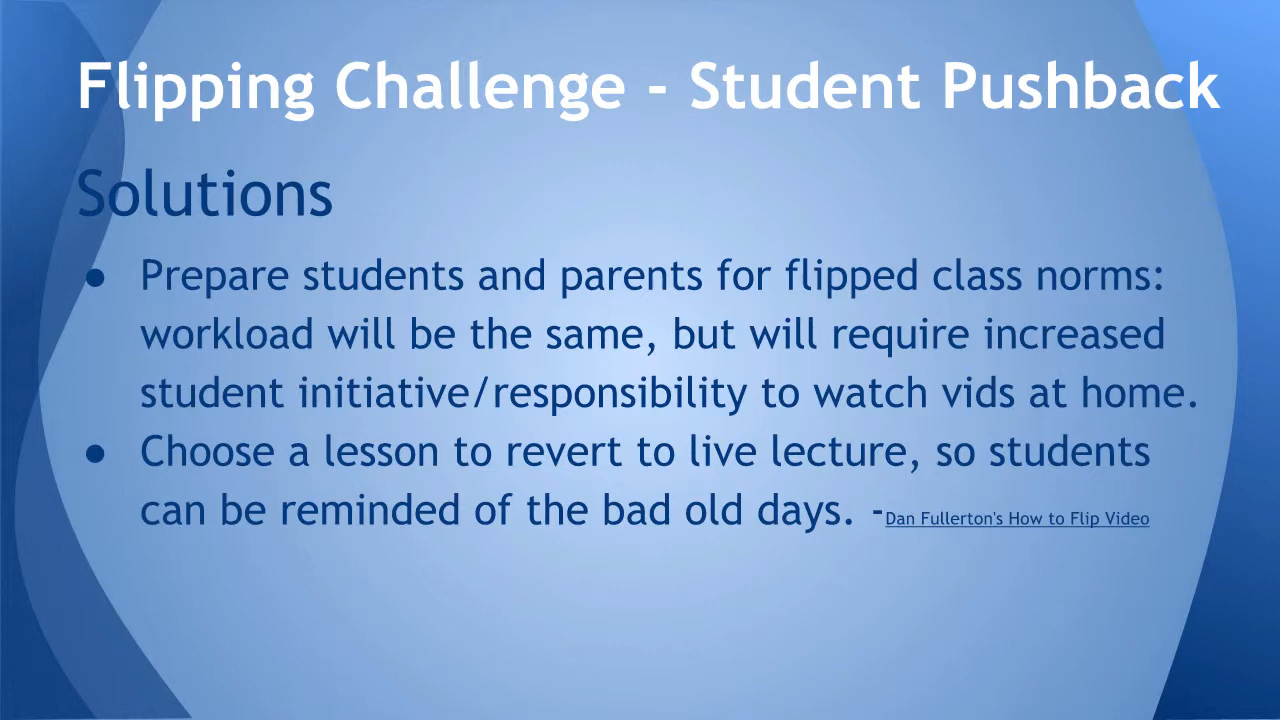 Flipping Challenge - Student Pushback
Solutions
● Prepare students and parents for flipped class norms:
workload will be the same, but will require increased
student initiative/responsibility to watch vids at home.
● Choose a lesson to revert to live lecture, so students
can be reminded of the bad old days. -Dan Fullerton's How to Flip Video